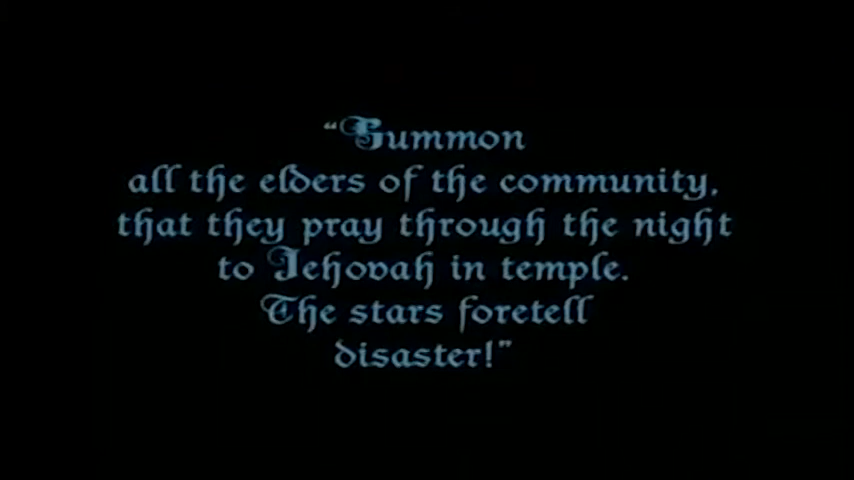 “Summon
all the elders of the community,
that they pray through the night
to Jehovah in temple.
The stars foretell
disaster!”